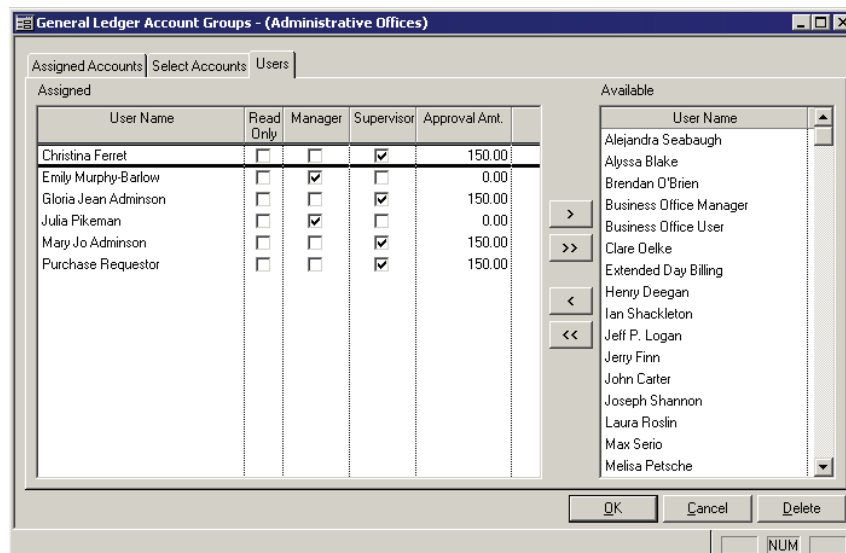 General Ledger Account Groups - (Administrative Offices)
Assigned Accounts Select Accounts Users
Assigned
User Name Read Only Manager Supervisor Approval Amt.
Christina Ferret 150.00
Emily Murphy-Barlow 0.00
Gloria Jean Adminson 150.00
Julia Pikeman 0.00
Mary Jo Adminson 150.00
Purchase Requestor 150.00
>
>>
<
<<
Available
User Name
Alejandra Seabaugh
Alyssa Blake
Brendan O'Brien
Business Office Manager
Business Office User
Clare Oelke
Extended Day Billing
Henry Deegan
Ian Shackleton
Jeff P. Logan
Jerry Finn
John Carter
Joseph Shannon
Laura Roslin
Max Serio
Melisa Petsche
OK Cancel Delete
NUM